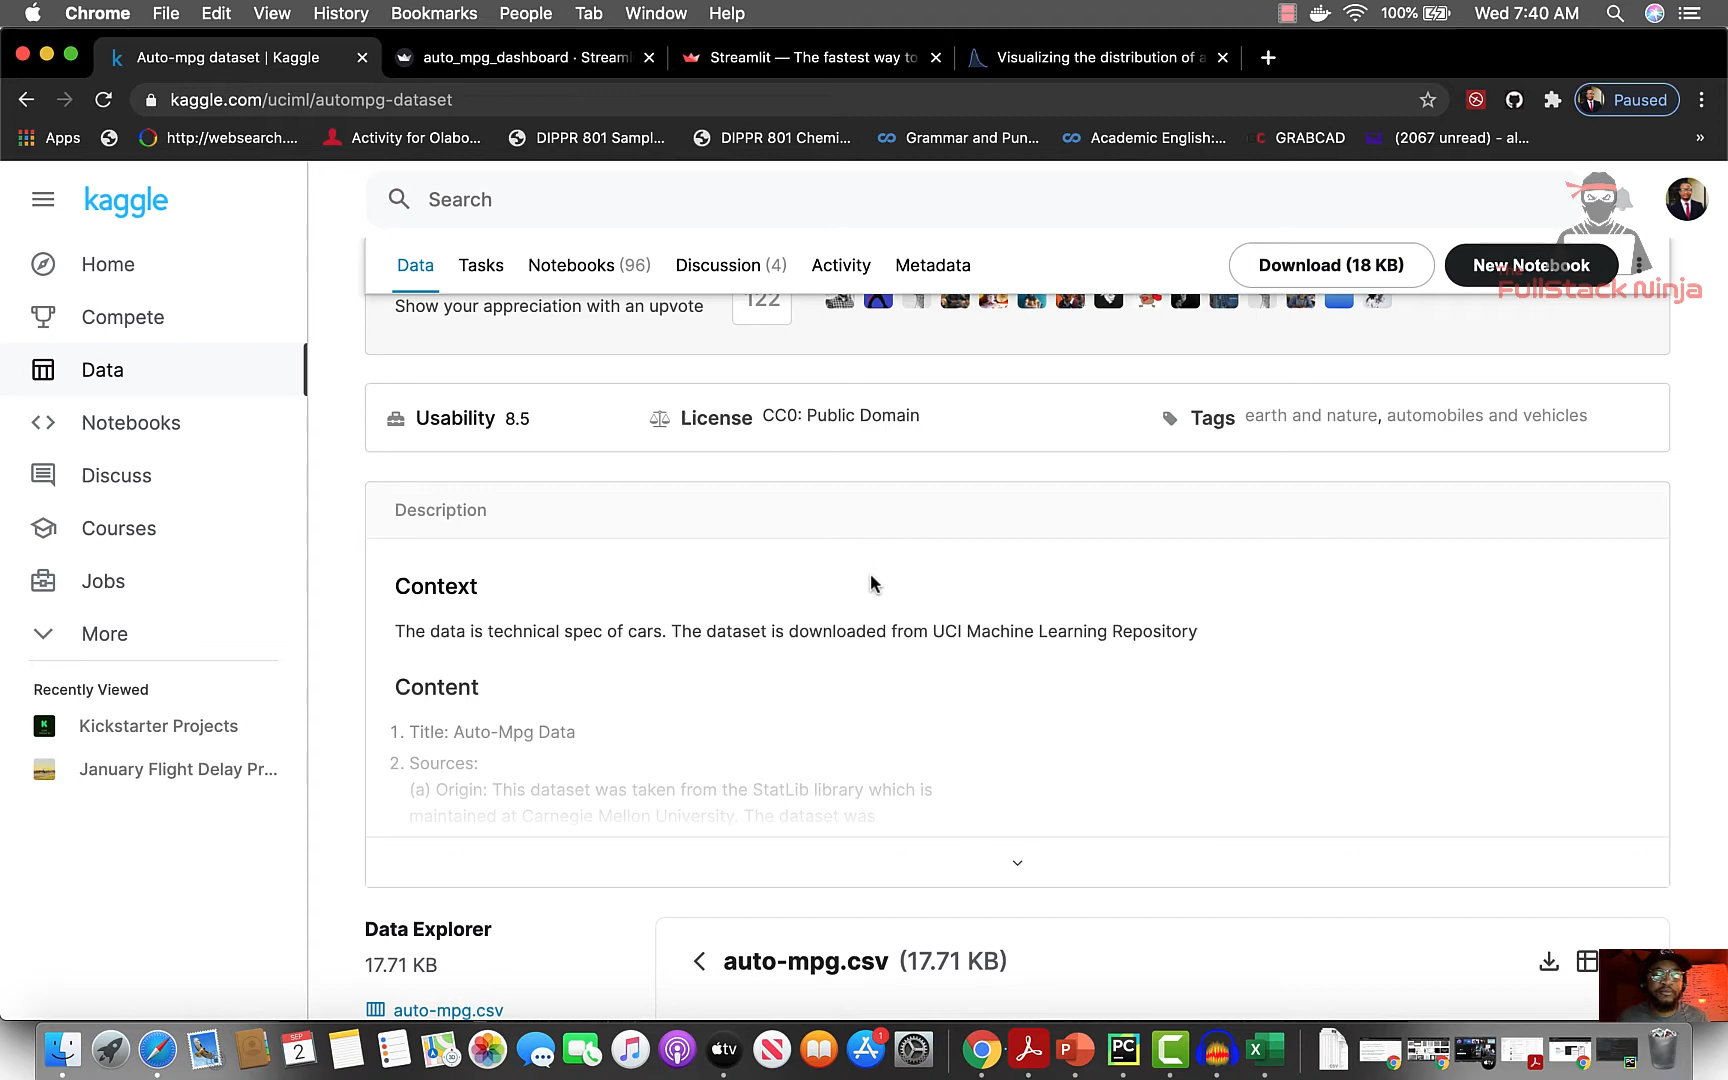 Chrome File Edit View History Bookmarks People Tab Window Help 100% Wed 7:40 AM
Auto-mpg dataset | Kaggle auto_mpg_dashboard · Streaml Streamlit — The fastest way to Visualizing the distribution of a
kaggle.com/uciml/autompg-dataset Paused
Apps http://websearch.... Activity for Olabo... DIPPR 801 Sampl... DIPPR 801 Chemi... Grammar and Pun... Academic English:... GRABCAD (2067 unread) - al... »
kaggle Search
Data Tasks Notebooks (96) Discussion (4) Activity Metadata Download (18 KB) New Notebook
FullStack Ninja
Show your appreciation with an upvote 122
Home
Compete
Data
Notebooks
Discuss
Courses
Jobs
More
Recently Viewed
Kickstarter Projects
January Flight Delay Pr...
Usability 8.5 License CC0: Public Domain Tags earth and nature, automobiles and vehicles
Description
Context
The data is technical spec of cars. The dataset is downloaded from UCI Machine Learning Repository
Content
1. Title: Auto-Mpg Data
2. Sources:
(a) Origin: This dataset was taken from the StatLib library which is
maintained at Carnegie Mellon University. The dataset was
Data Explorer
17.71 KB
auto-mpg.csv
auto-mpg.csv (17.71 KB)
SEP
2
tv
1
PC